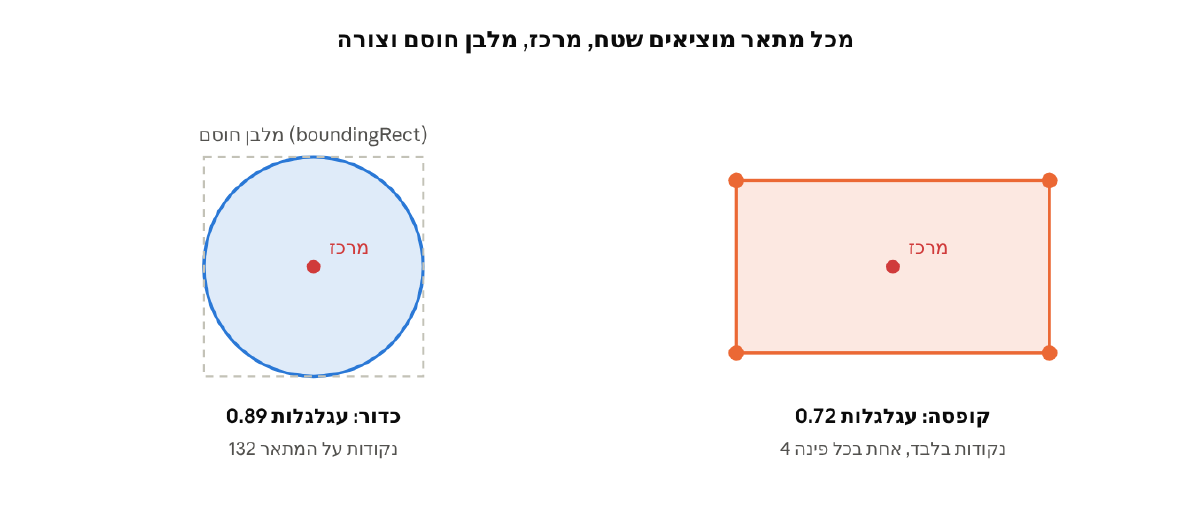 מכל מתאר מוציאים שטח, מרכז, מלבן חוסם וצורה
מלבן חוסם (boundingRect)
מרכז
מרכז
קופסה: עגלגלות 0.72
4 נקודות בלבד, אחת בכל פינה
כדור: עגלגלות 0.89
132 נקודות על המתאר